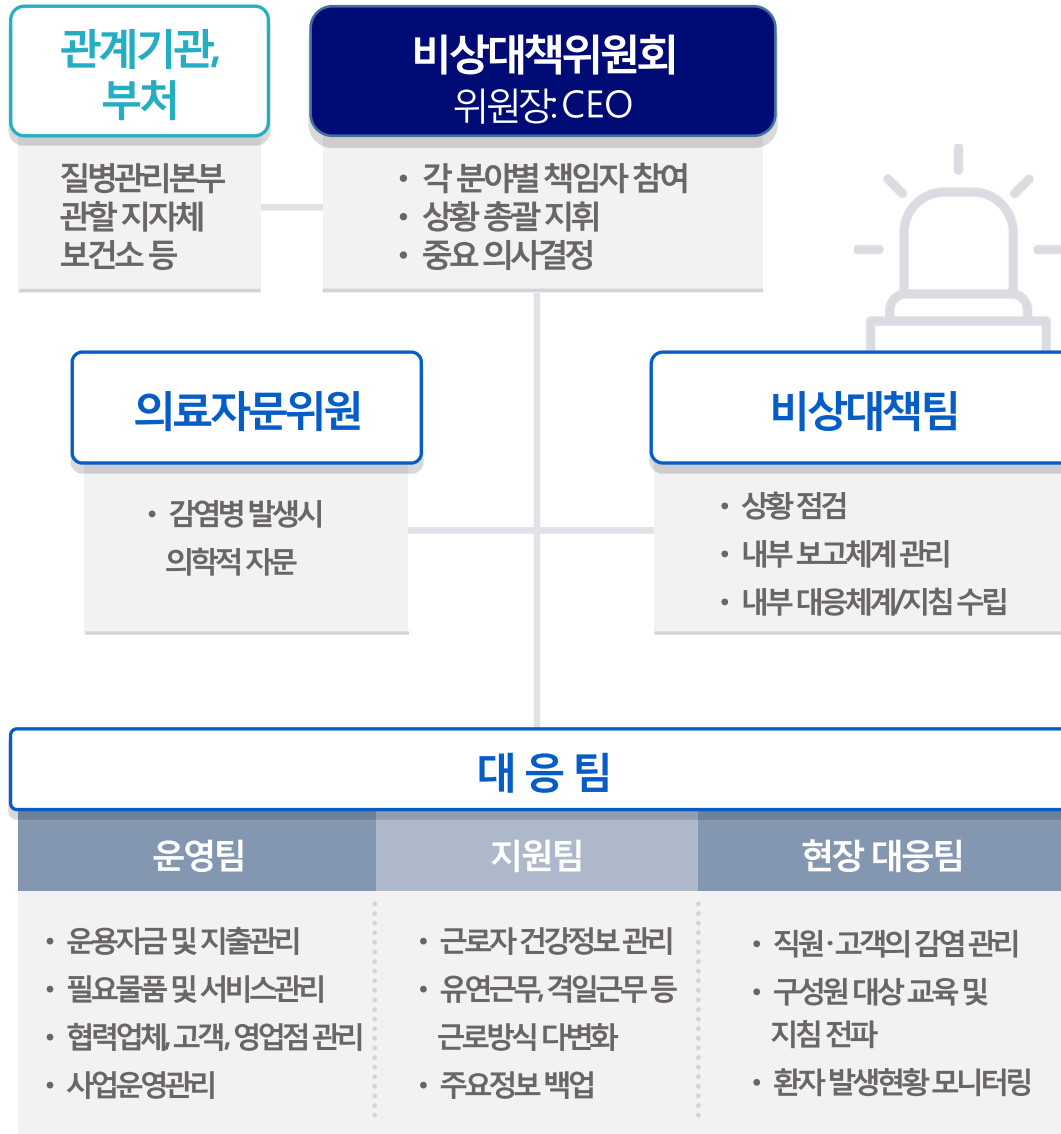 관계기관,
부처
질병관리본부
관할 지자체
보건소 등
비상대책위원회
위원장: CEO
• 각 분야별 책임자 참여
• 상황 총괄 지휘
• 중요 의사결정
의료자문위원
• 감염병 발생시
의학적 자문
비상대책팀
• 상황 점검
• 내부 보고체계 관리
• 내부 대응체계/지침 수립
대 응 팀
운영팀
• 운용자금 및 지출관리
• 필요물품 및 서비스관리
• 협력업체, 고객, 영업점 관리
• 사업운영관리
지원팀
• 근로자 건강정보 관리
• 유연근무, 격일근무 등
근로방식 다변화
• 주요정보 백업
현장 대응팀
• 직원·고객의 감염 관리
• 구성원 대상 교육 및
지침 전파
• 환자 발생현황 모니터링